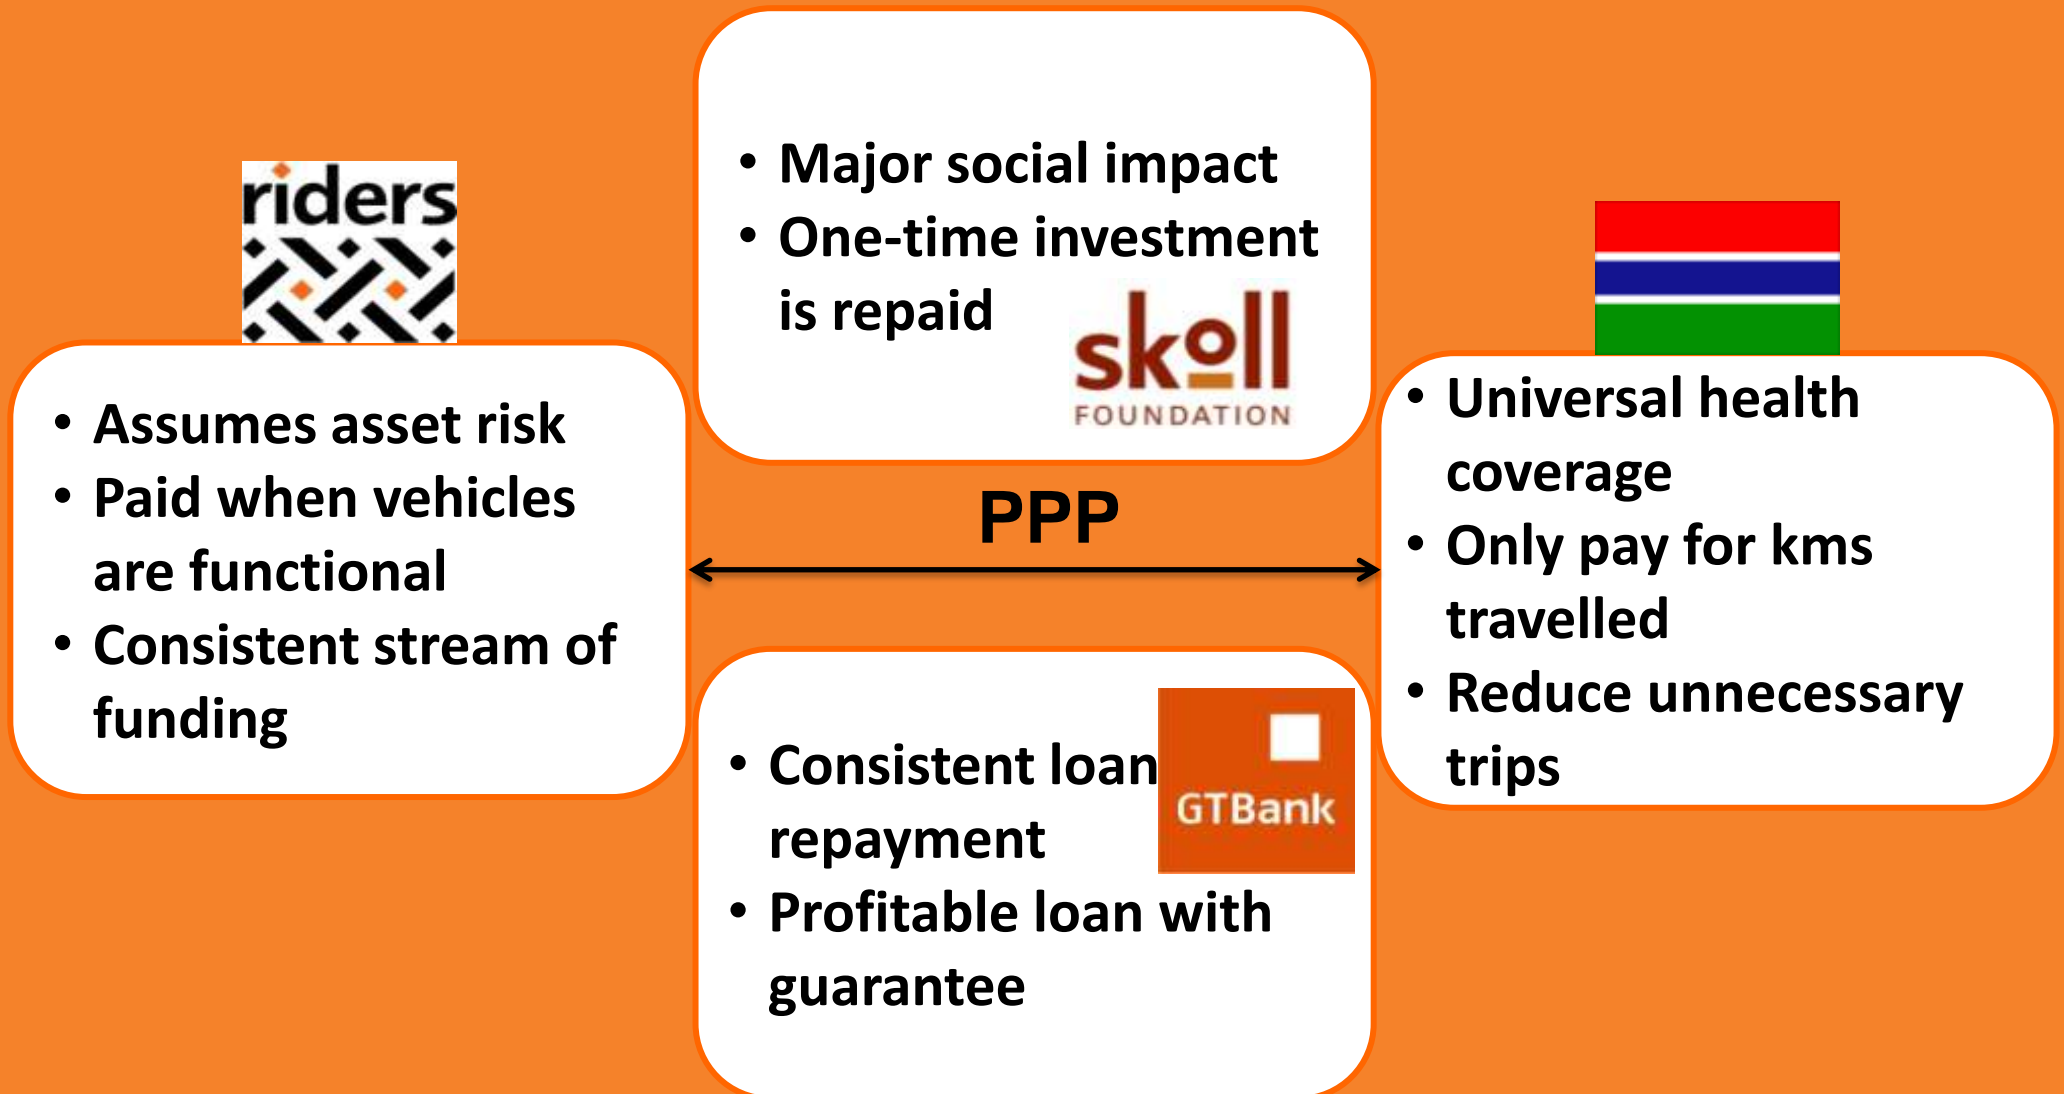 riders
• Assumes asset risk
• Paid when vehicles
are functional
• Consistent stream of
funding
• Major social impact
• One-time investment
is repaid
skoll
FOUNDATION
PPP
• Consistent loan
repayment
• Profitable loan with
guarantee
GTBank
• Universal health
coverage
• Only pay for kms
travelled
• Reduce unnecessary
trips